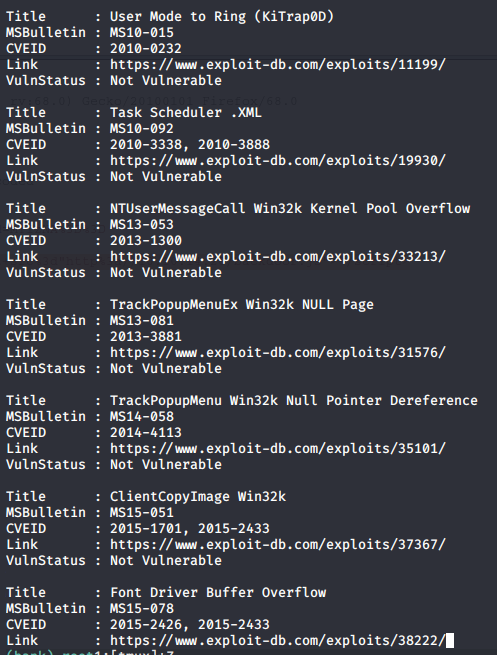 Title      : User Mode to Ring (KiTrap0D)
MSBulletin : MS10-015
CVEID      : 2010-0232
Link       : https://www.exploit-db.com/exploits/11199/
VulnStatus : Not Vulnerable
Title      : Task Scheduler .XML
MSBulletin : MS10-092
CVEID      : 2010-3338, 2010-3888
Link       : https://www.exploit-db.com/exploits/19930/
VulnStatus : Not Vulnerable
Title      : NTUserMessageCall Win32k Kernel Pool Overflow
MSBulletin : MS13-053
CVEID      : 2013-1300
Link       : https://www.exploit-db.com/exploits/33213/
VulnStatus : Not Vulnerable
Title      : TrackPopupMenuEx Win32k NULL Page
MSBulletin : MS13-081
CVEID      : 2013-3881
Link       : https://www.exploit-db.com/exploits/31576/
VulnStatus : Not Vulnerable
Title      : TrackPopupMenu Win32k Null Pointer Dereference
MSBulletin : MS14-058
CVEID      : 2014-4113
Link       : https://www.exploit-db.com/exploits/35101/
VulnStatus : Not Vulnerable
Title      : ClientCopyImage Win32k
MSBulletin : MS15-051
CVEID      : 2015-1701, 2015-2433
Link       : https://www.exploit-db.com/exploits/37367/
VulnStatus : Not Vulnerable
Title      : Font Driver Buffer Overflow
MSBulletin : MS15-078
CVEID      : 2015-2426, 2015-2433
Link       : https://www.exploit-db.com/exploits/38222/